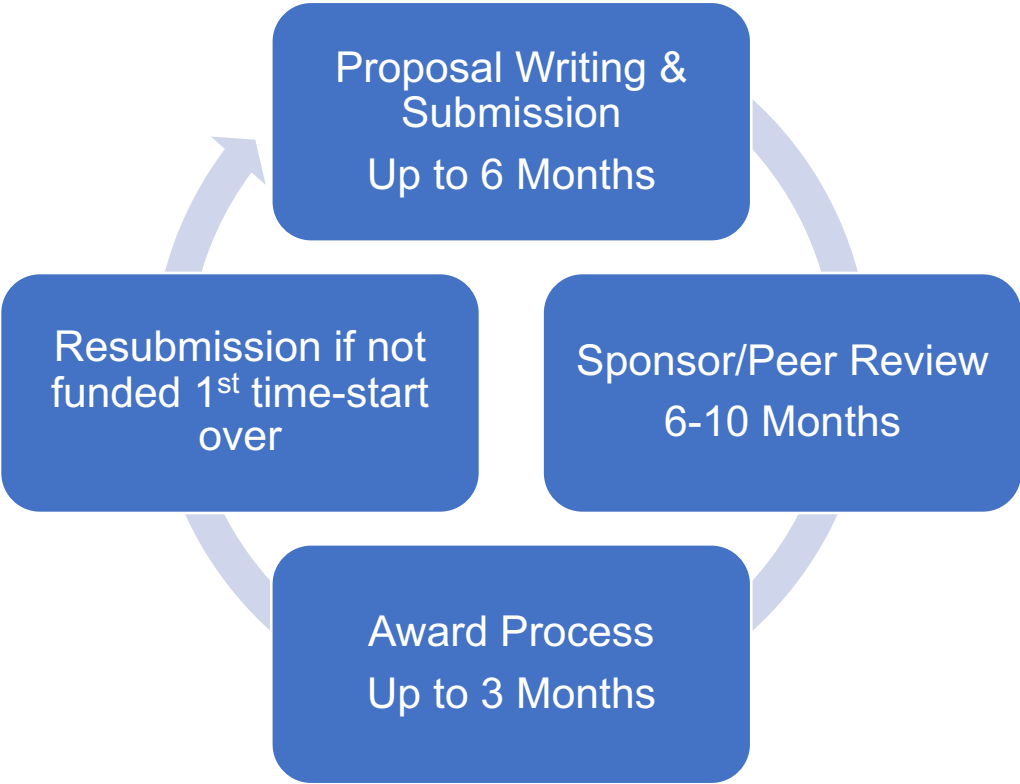 Proposal Writing &
Submission
Up to 6 Months
Sponsor/Peer Review
6-10 Months
Award Process
Up to 3 Months
Resubmission if not
funded 1st time-start
over